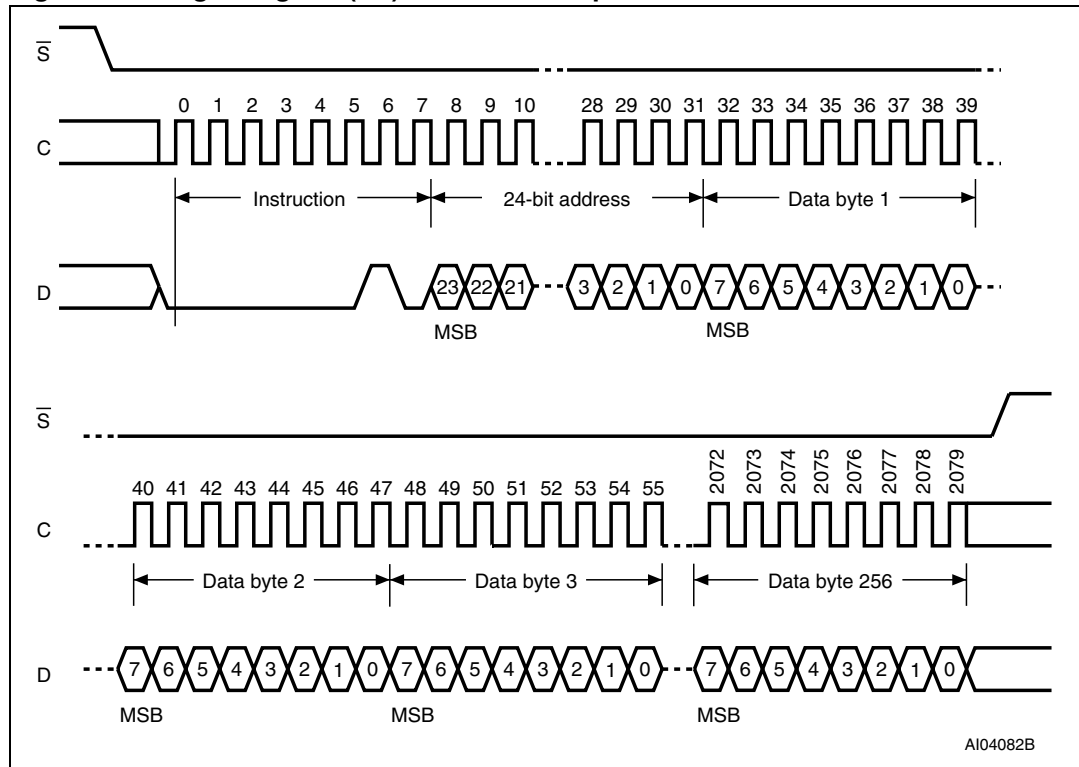 S
0 1 2 3 4 5 6 7 8 9 10 28 29 30 31 32 33 34 35 36 37 38 39
C
Instruction 24-bit address Data byte 1
D
23 22 21 3 2 1 0 7 6 5 4 3 2 1 0
MSB MSB
S
40 41 42 43 44 45 46 47 48 49 50 51 52 53 54 55 2072 2073 2074 2075 2076 2077 2078 2079
C
Data byte 2 Data byte 3 Data byte 256
D
7 6 5 4 3 2 1 0 7 6 5 4 3 2 1 0 7 6 5 4 3 2 1 0
MSB MSB MSB
AI04082B